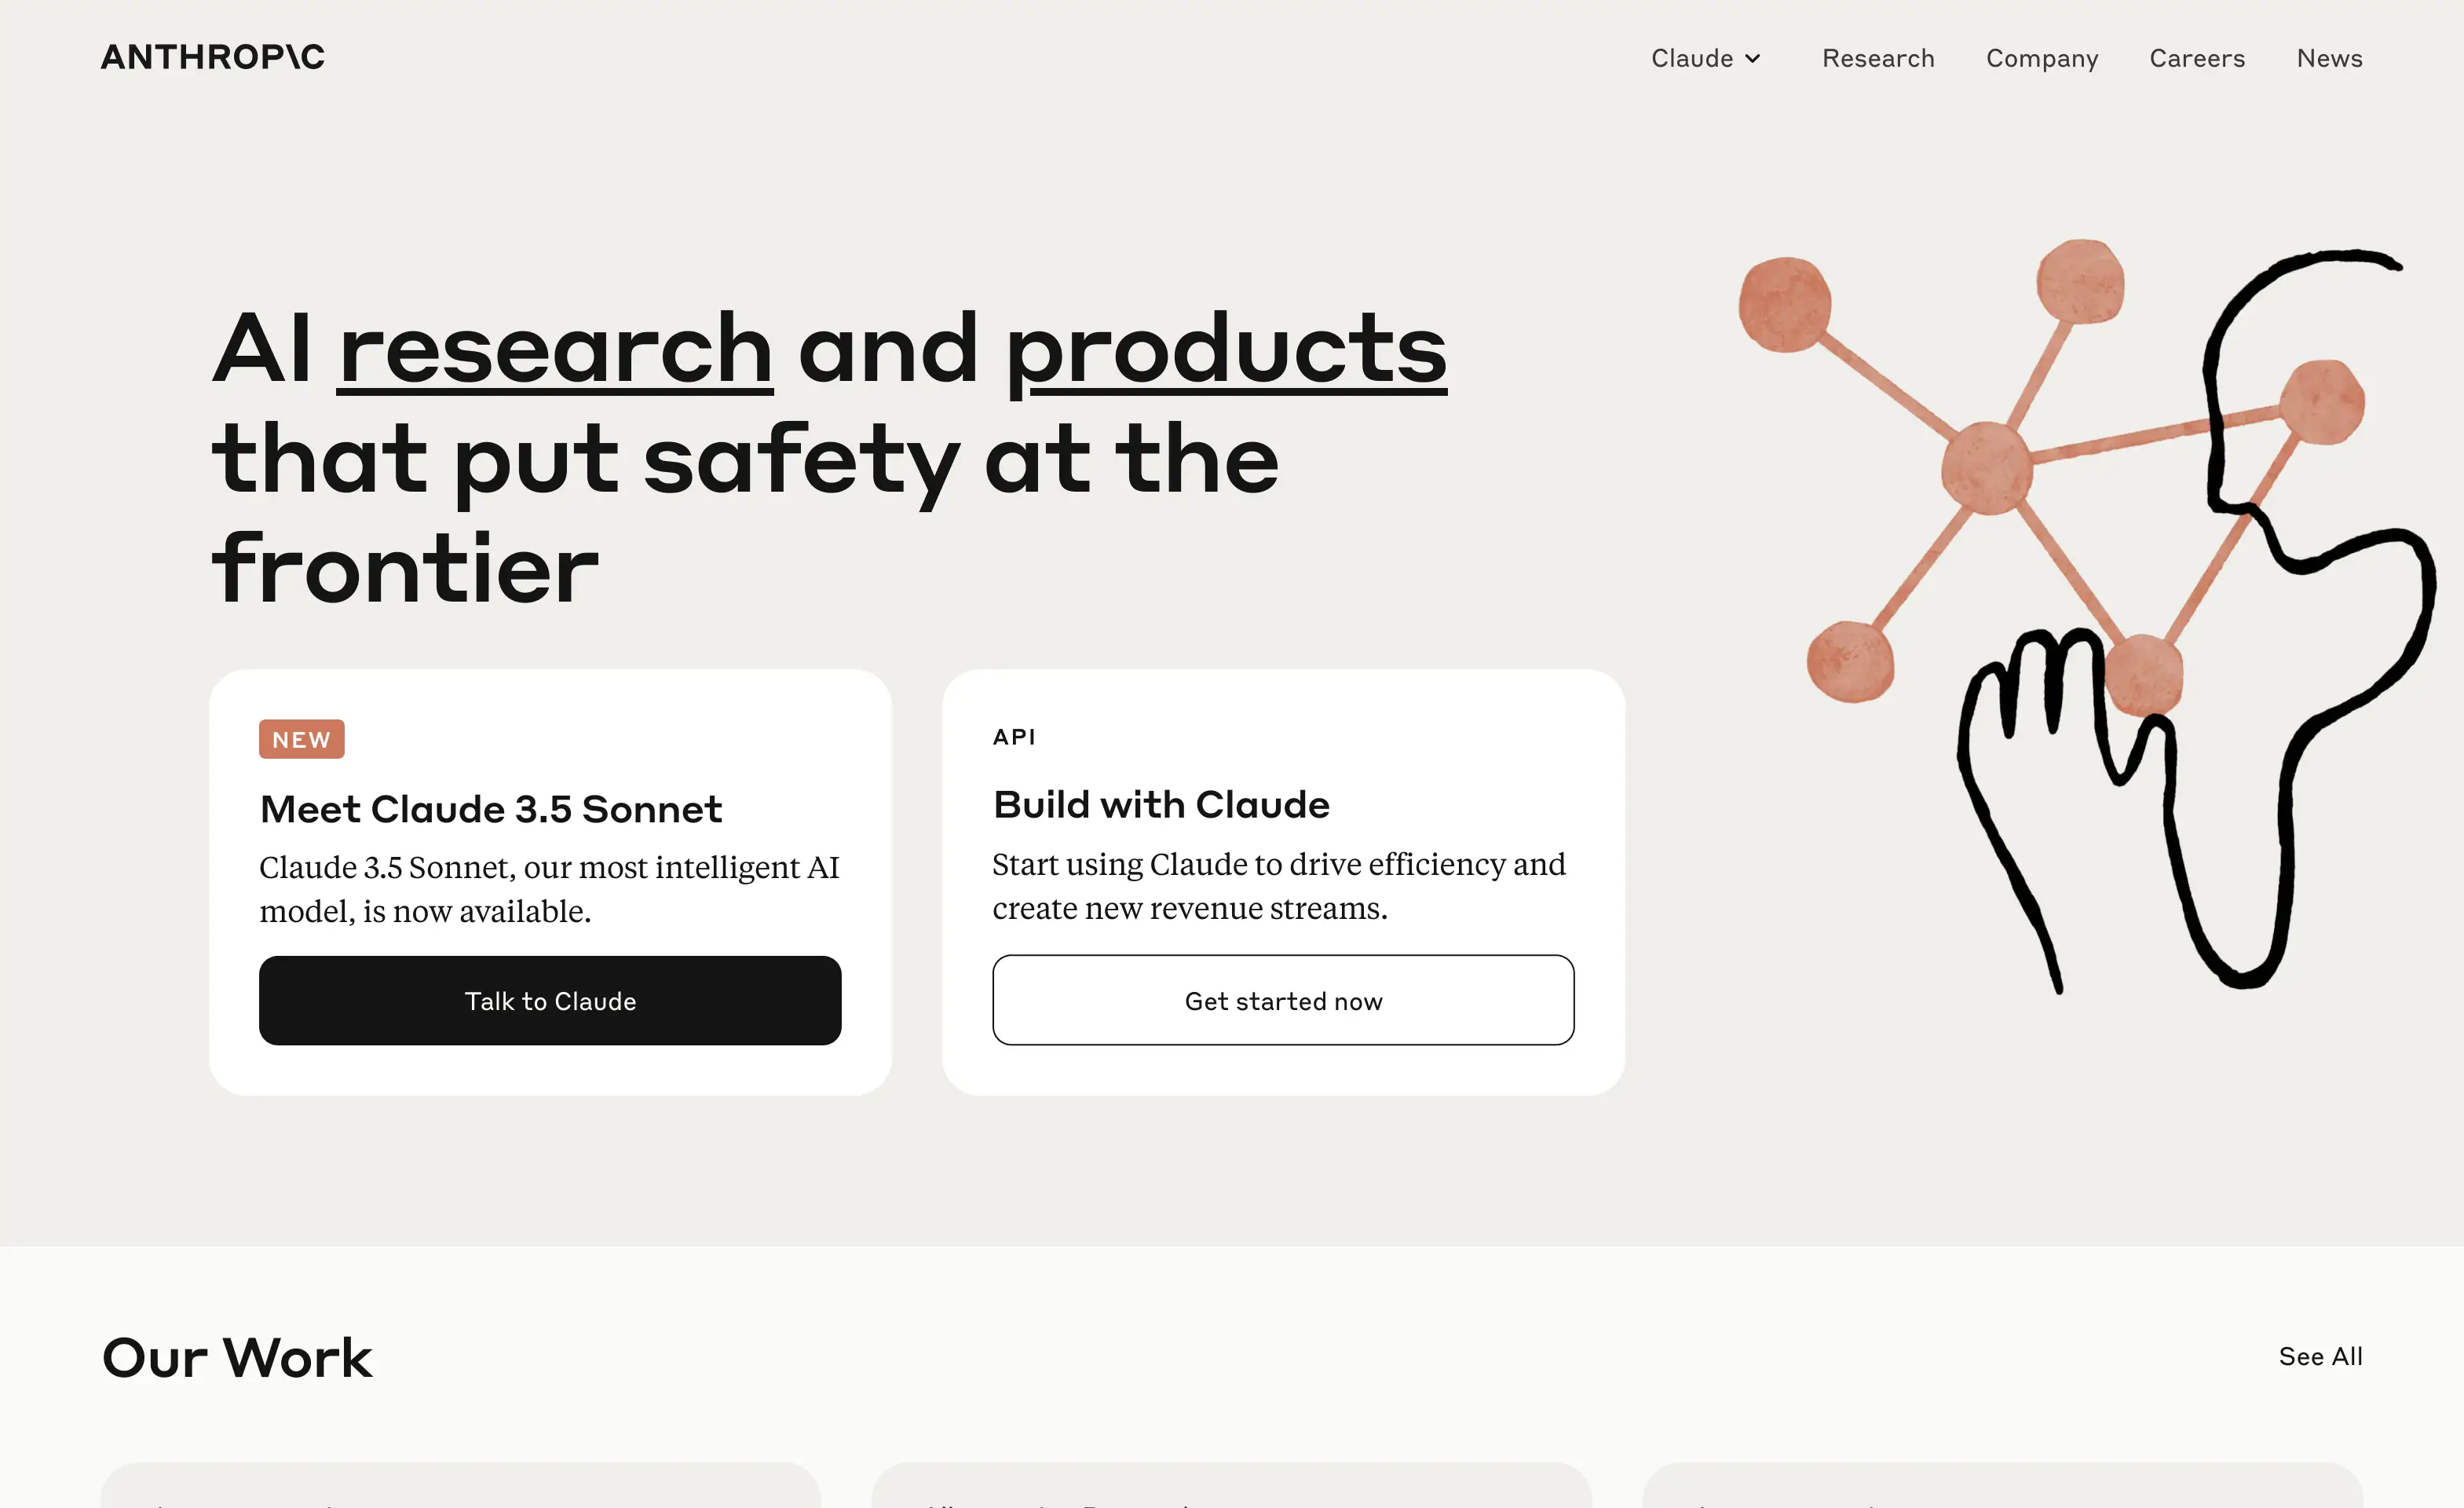 ANTHROP\C
Claude
Research
Company
Careers
News
AI research and products
that put safety at the
frontier
NEW
Meet Claude 3.5 Sonnet
Claude 3.5 Sonnet, our most intelligent AI
model, is now available.
Talk to Claude
API
Build with Claude
Start using Claude to drive efficiency and
create new revenue streams.
Get started now
Our Work
See All